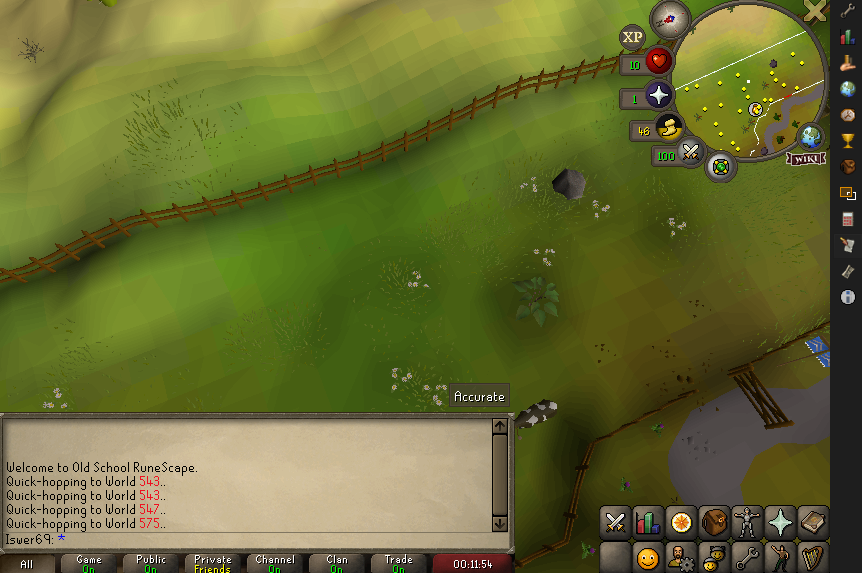 XP
10
1
46
100
WIKI
Accurate
Welcome to Old School RuneScape.
Quick-hopping to World 543..
Quick-hopping to World 543..
Quick-hopping to World 547..
Quick-hopping to World 575..
Iswer69: *
All
Game
On
Public
On
Private
Friends
Channel
On
Clan
On
Trade
On
00:11:54